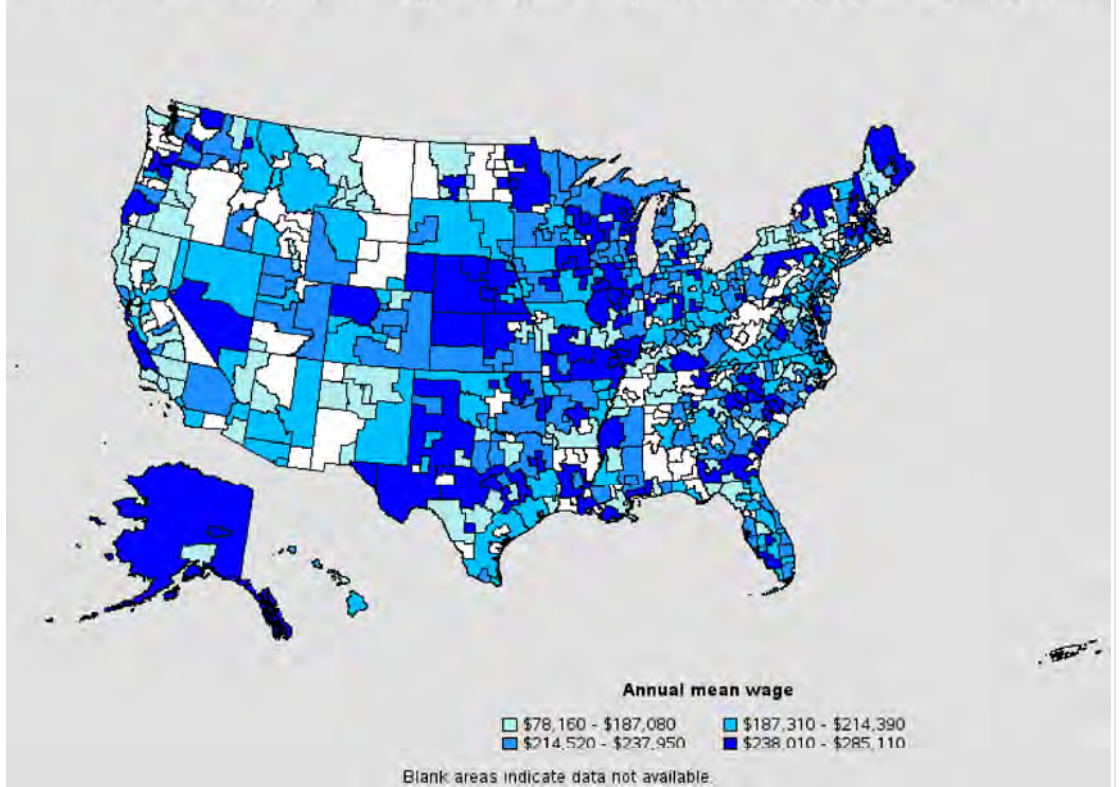 Annual mean wage
$78,160 - $187,080 $187,310 - $214,390
$214,520 - $237,950 $238,010 - $285,110
Blank areas indicate data not available.